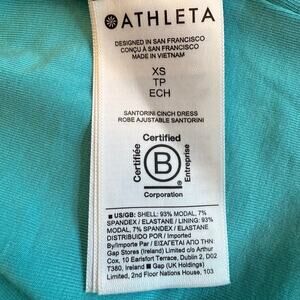 ATHLETA
DESIGNED IN SAN FRANCISCO
CONÇU À SAN FRANCISCO
MADE IN VIETNAM
XS
TP
ECH
SANTORINI CINCH DRESS
ROBE AJUSTABLE SANTORINI
Certified
Certifiée
B
Entreprise
Corporation
■ US/GB: SHELL: 93% MODAL, 7%
SPANDEX / ELASTANE / LINING: 93%
MODAL, 7% SPANDEX / ELASTANE
DISTRIBUIDO POR / Imported
By/Importe Par / ΕΙΣΑΓΕΤΑΙ ΑΠΟ ΤΗΝ
Gap Stores (Ireland) Limited c/o Arthur
Cox, 10 Earlsfort Terrace, Dublin 2, D02
T380, Ireland ■ Gap (UK Holdings)
Limited, 2nd Floor Nations House, 103